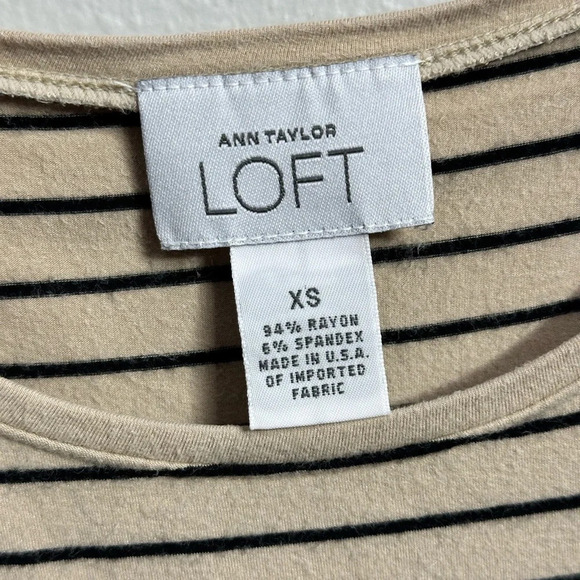 ANN TAYLOR
LOFT
XS
94% RAYON
6% SPANDEX
MADE IN U.S.A.
OF IMPORTED
FABRIC